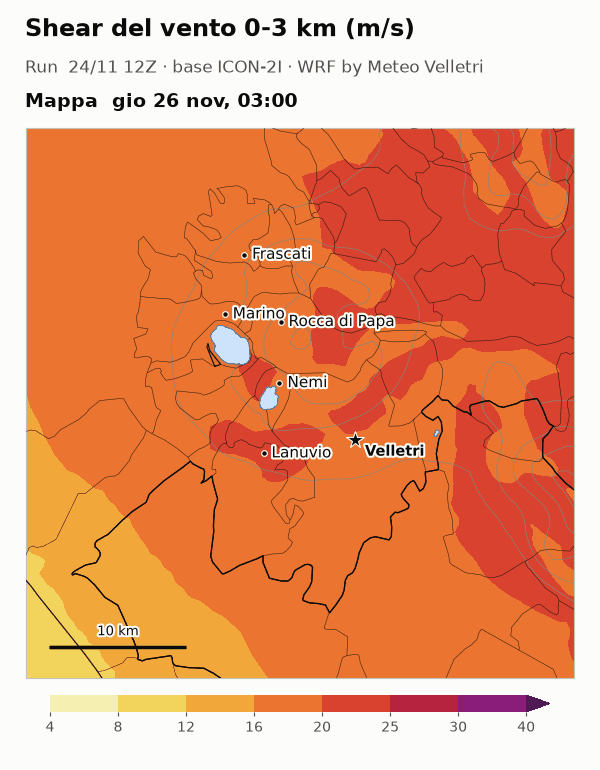 Shear del vento 0-3 km (m/s)
Run  24/11 12Z · base ICON-2I · WRF by Meteo Velletri
Mappa  gio 26 nov, 03:00
Frascati
Marino
Rocca di Papa
Nemi
Velletri
Lanuvio
10 km
4 8 12 16 20 25 30 40